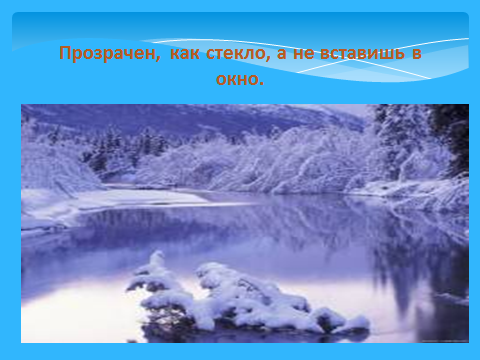 Прозрачен, как стекло, а не вставишь в
окно.